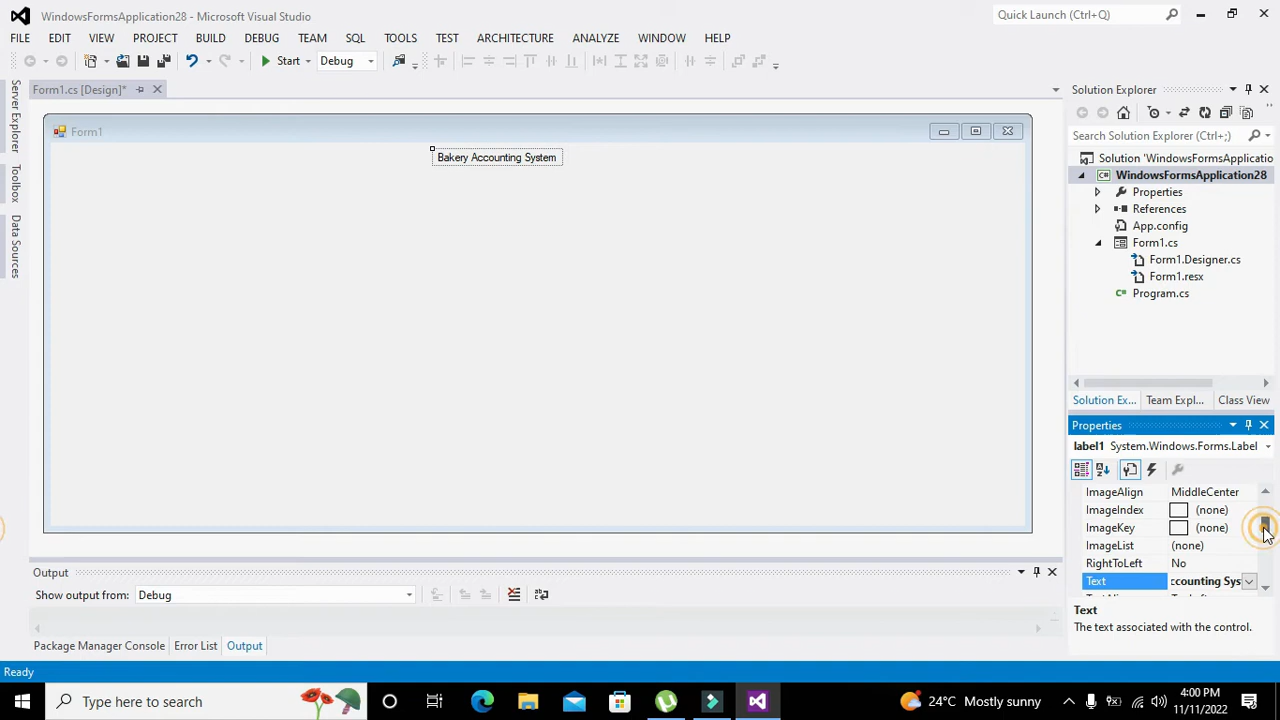 WindowsFormsApplication28 - Microsoft Visual Studio
Quick Launch (Ctrl+Q)
FILE EDIT VIEW PROJECT BUILD DEBUG TEAM SQL TOOLS TEST ARCHITECTURE ANALYZE WINDOW HELP
Start Debug
Server Explorer
Toolbox
Data Sources
Form1.cs [Design]*
Form1
Bakery Accounting System
Solution Explorer
Search Solution Explorer (Ctrl+;)
Solution 'WindowsFormsApplicatio
WindowsFormsApplication28
Properties
References
App.config
Form1.cs
Form1.Designer.cs
Form1.resx
Program.cs
Solution Ex... Team Expl... Class View
Properties
label1 System.Windows.Forms.Label
ImageAlign MiddleCenter
ImageIndex (none)
ImageKey (none)
ImageList (none)
RightToLeft No
Text ccounting Sys
Text
The text associated with the control.
Output
Show output from: Debug
Package Manager Console Error List Output
Ready
Type here to search
24°C Mostly sunny
4:00 PM
11/11/2022